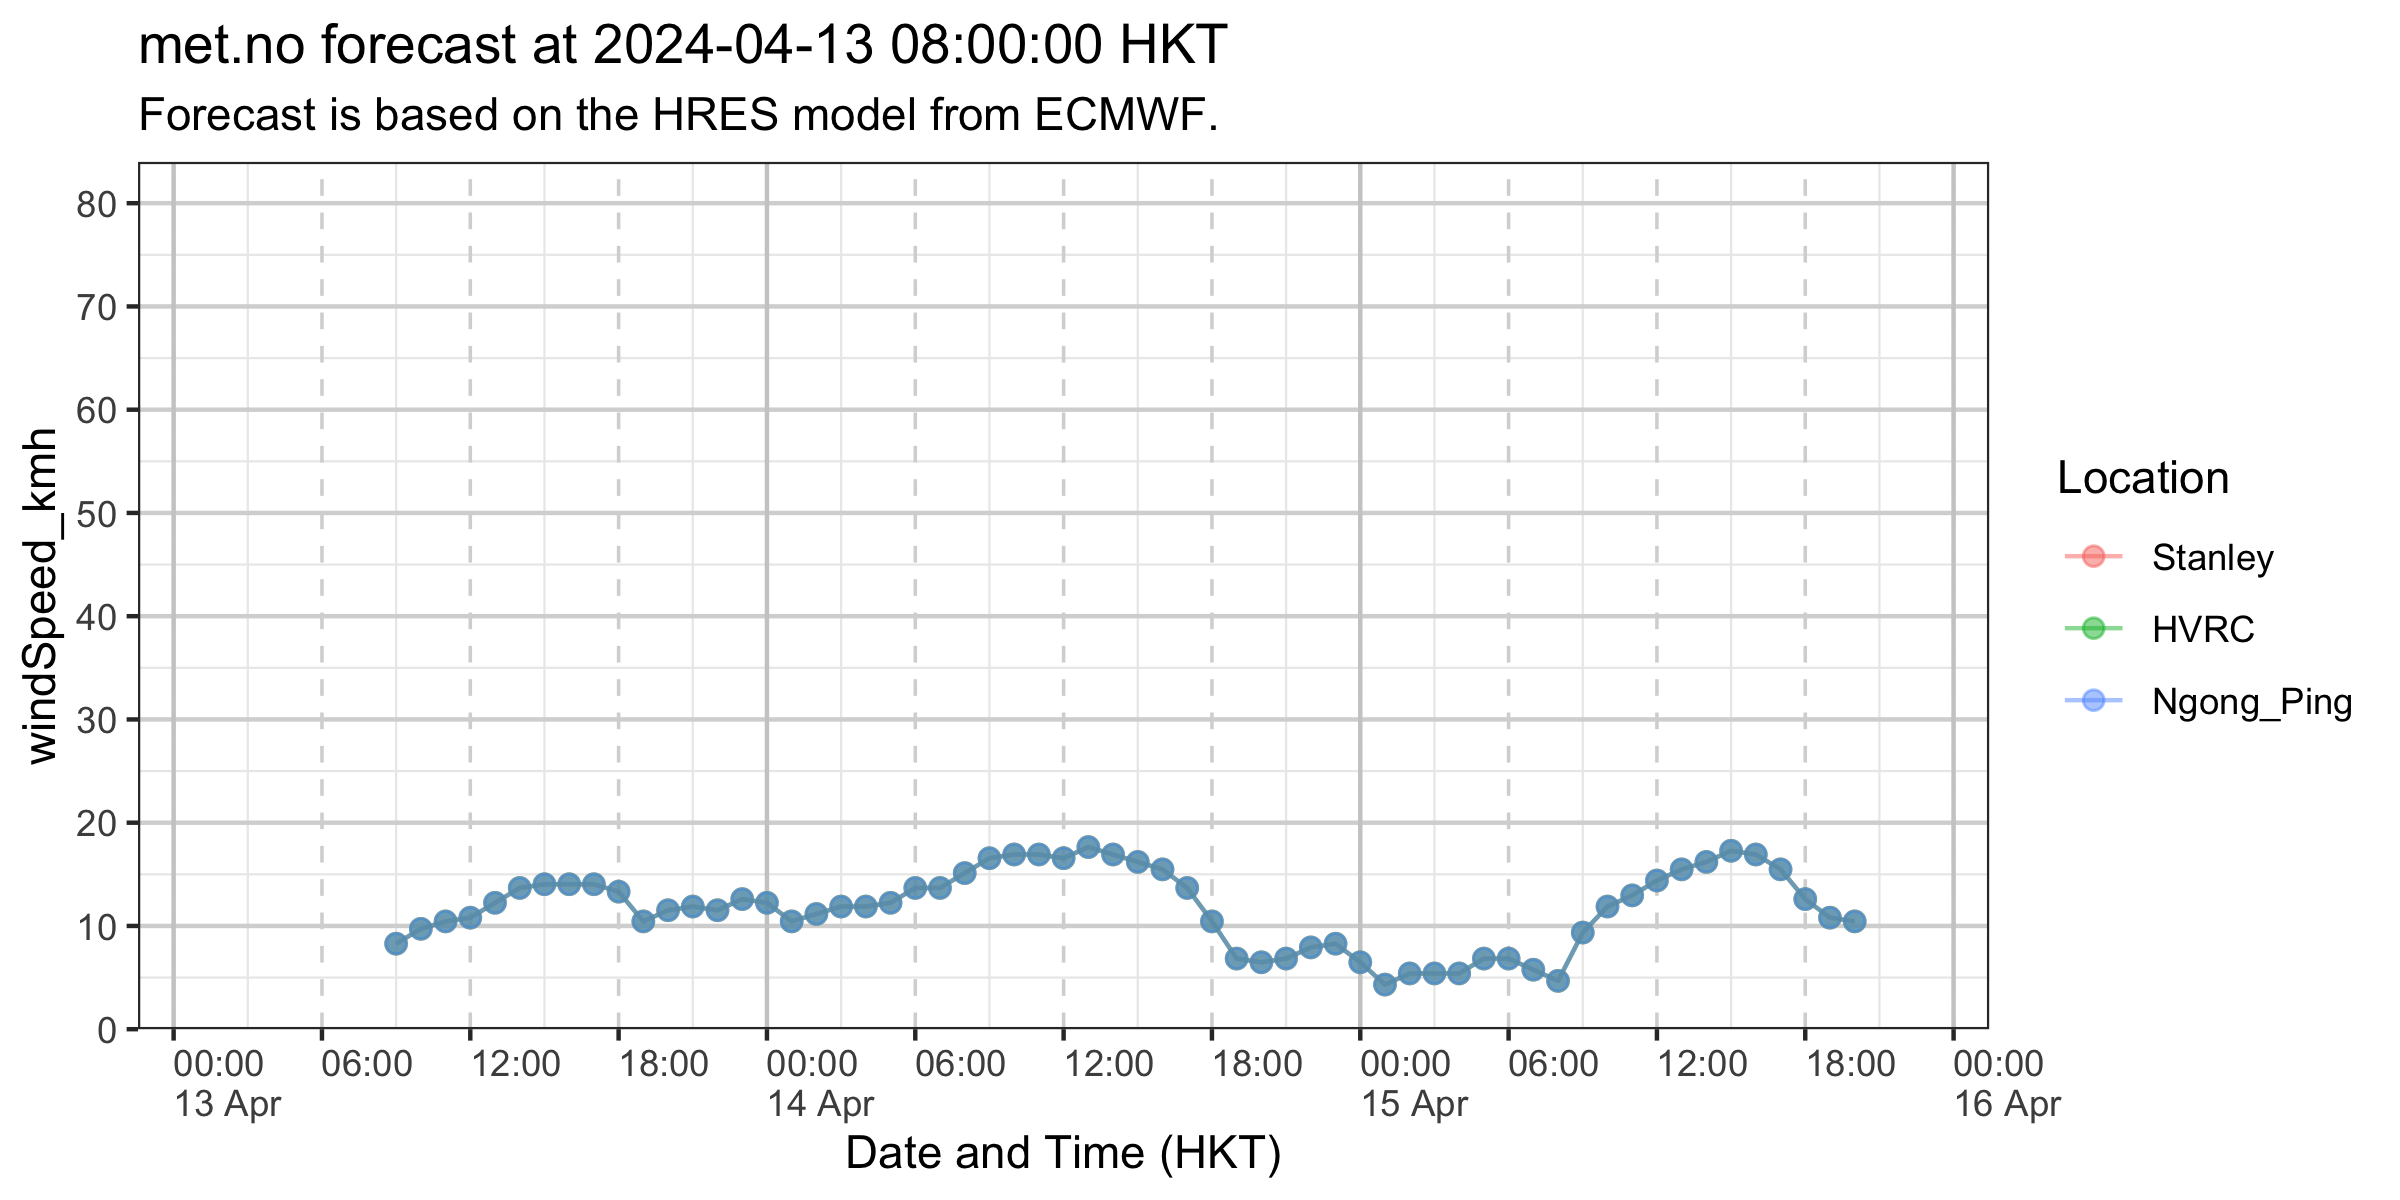 met.no forecast at 2024-04-13 08:00:00 HKT
Forecast is based on the HRES model from ECMWF.
windSpeed_kmh
80
70
60
50
40
30
20
10
0
00:00 06:00 12:00 18:00 00:00 06:00 12:00 18:00 00:00 06:00 12:00 18:00 00:00
13 Apr 14 Apr 15 Apr 16 Apr
Date and Time (HKT)
Location
Stanley
HVRC
Ngong_Ping